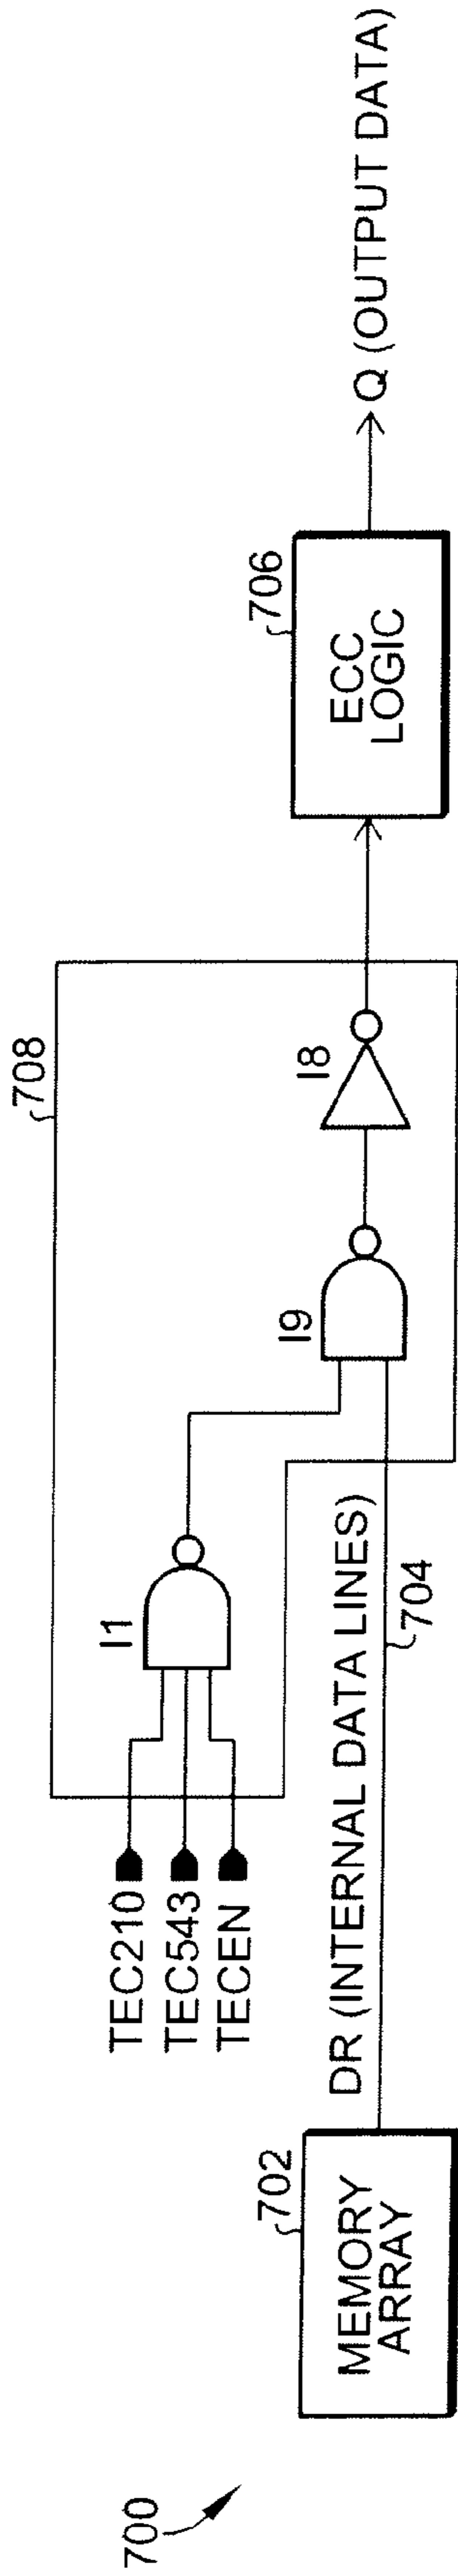 700
702
MEMORY
ARRAY
DR (INTERNAL DATA LINES)
704
TEC210
TEC543
TECEN
I1
708
I9
I8
706
ECC
LOGIC
Q (OUTPUT DATA)